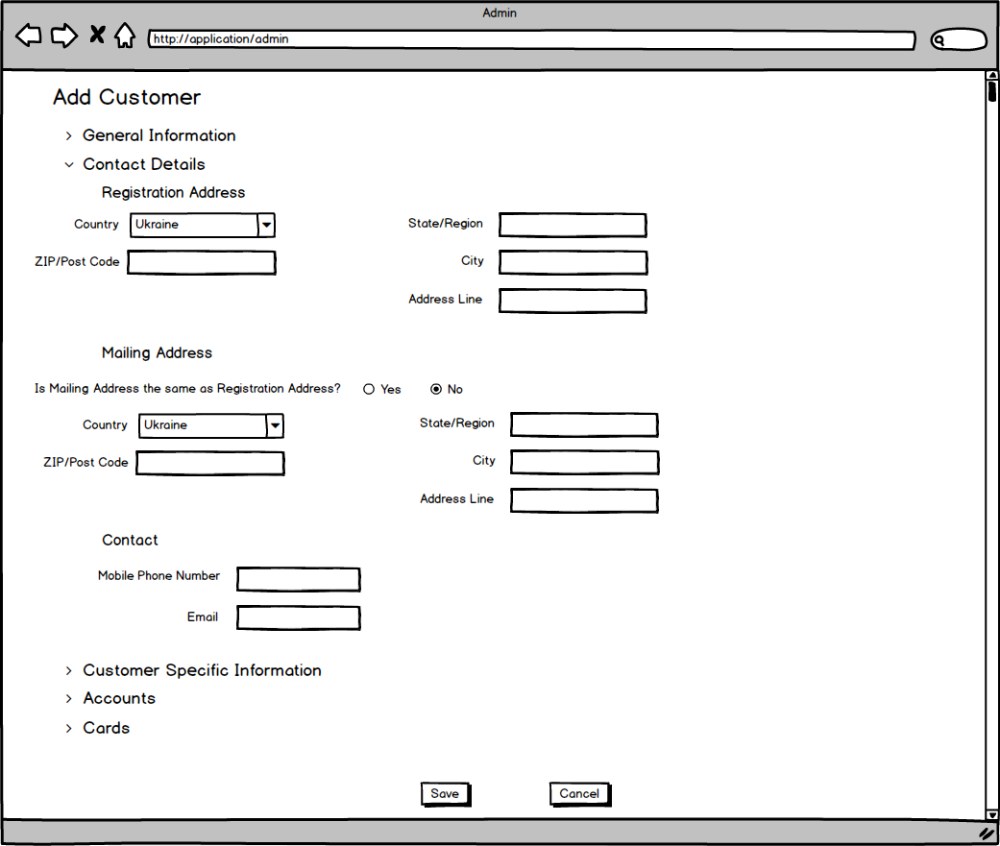 Admin
http://application/admin
Add Customer
General Information
Contact Details
Registration Address
Country Ukraine State/Region
ZIP/Post Code City
Address Line
Mailing Address
Is Mailing Address the same as Registration Address? Yes No
Country Ukraine State/Region
ZIP/Post Code City
Address Line
Contact
Mobile Phone Number
Email
Customer Specific Information
Accounts
Cards
Save Cancel